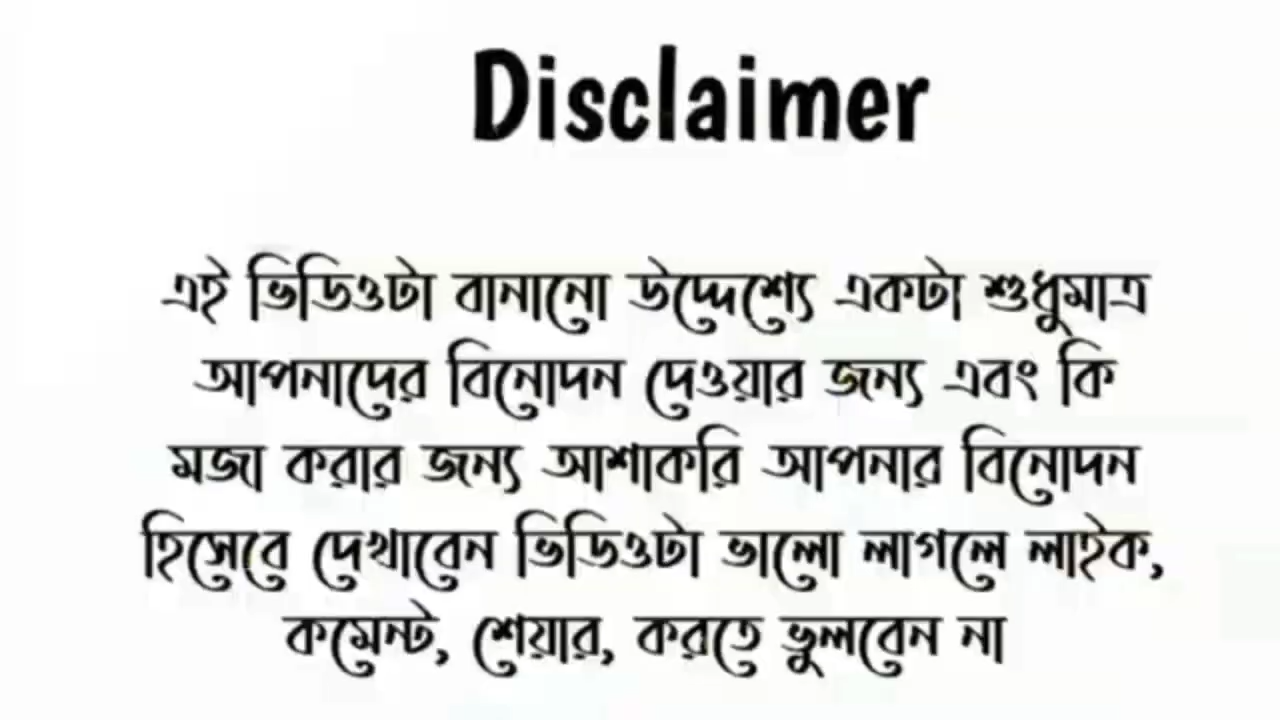 Disclaimer
এই ভিডিওটা বানানো উদ্দেশ্যে একটা শুধুমাত্র
আপনাদের বিনোদন দেওয়ার জন্য এবং কি
মজা করার জন্য আশাকরি আপনার বিনোদন
হিসেবে দেখাবেন ভিডিওটা ভালো লাগলে লাইক,
কমেন্ট, শেয়ার, করতে ভুলবেন না